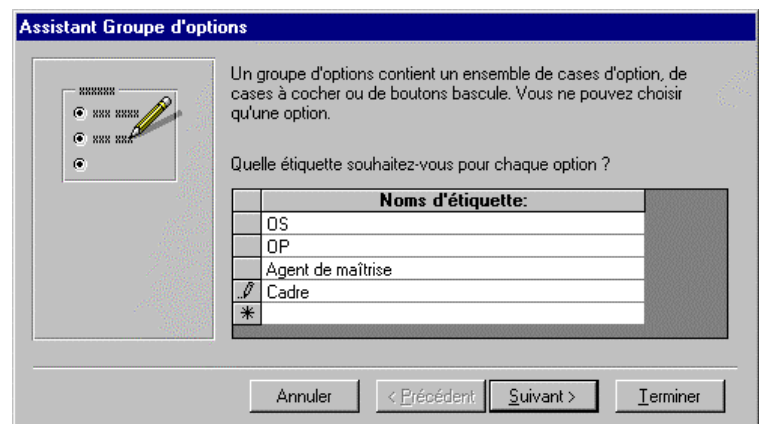 Assistant Groupe d'options
Un groupe d'options contient un ensemble de cases d'option, de
cases à cocher ou de boutons bascule. Vous ne pouvez choisir
qu'une option.
Quelle étiquette souhaitez-vous pour chaque option ?
Noms d'étiquette:
OS
OP
Agent de maîtrise
Cadre
Annuler
< Précédent
Suivant >
Terminer